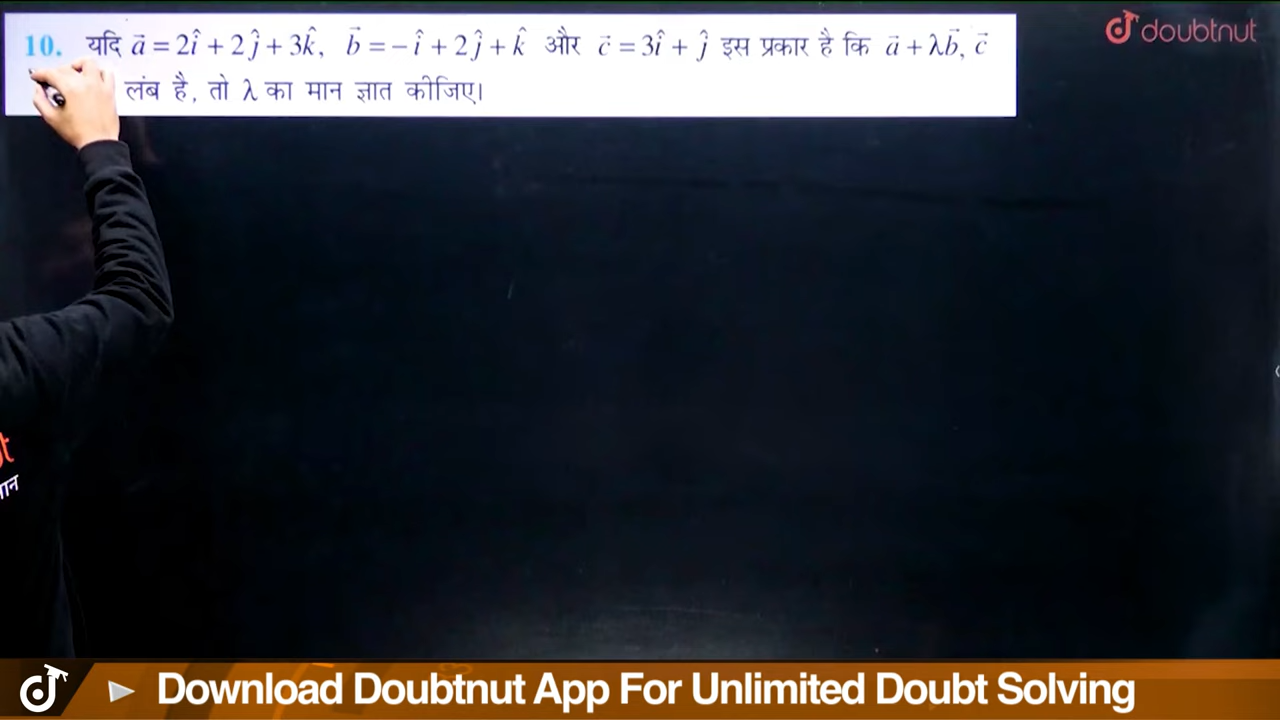 10. यदि a⃗ = 2î + 2ĵ + 3k̂, b⃗ = − î + 2ĵ + k̂ और c⃗ = 3î + ĵ इस प्रकार है कि a⃗ + λb⃗, c⃗
लंब है, तो λ का मान ज्ञात कीजिए।
doubtnut
Download Doubtnut App For Unlimited Doubt Solving